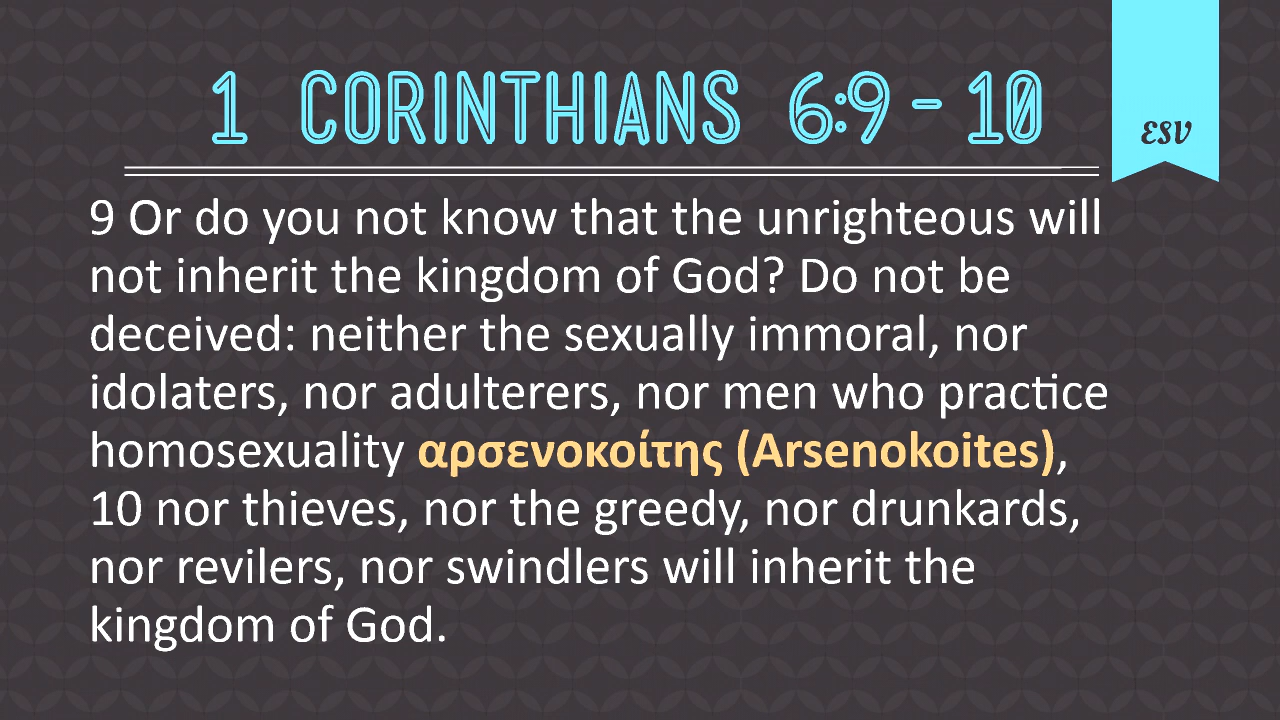 1 CORINTHIANS 6:9 - 10
ESV
9 Or do you not know that the unrighteous will
not inherit the kingdom of God? Do not be
deceived: neither the sexually immoral, nor
idolaters, nor adulterers, nor men who practice
homosexuality αρσενοκοίτης (Arsenokoites),
10 nor thieves, nor the greedy, nor drunkards,
nor revilers, nor swindlers will inherit the
kingdom of God.